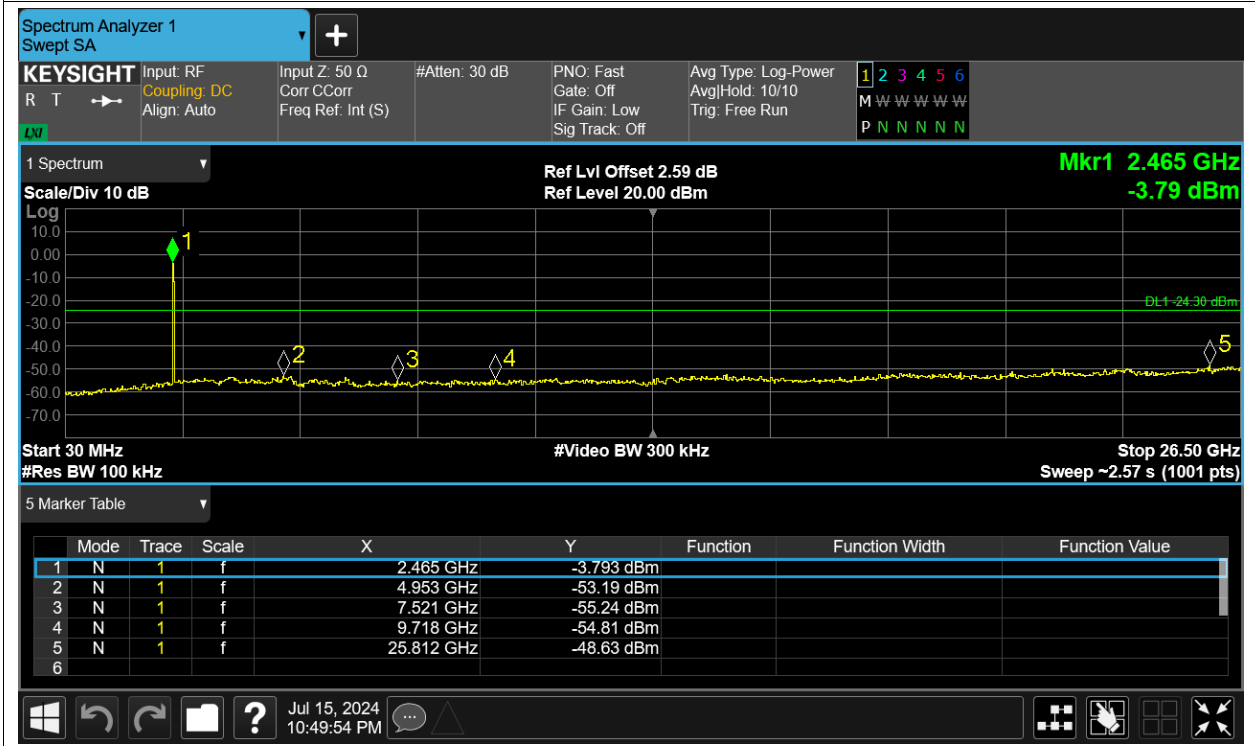 Spectrum Analyzer 1
Swept SA
+
KEYSIGHT
R T
LXI
Input: RF
Coupling: DC
Align: Auto
Input Z: 50 Ω
Corr CCorr
Freq Ref: Int (S)
#Atten: 30 dB
PNO: Fast
Gate: Off
IF Gain: Low
Sig Track: Off
Avg Type: Log-Power
Avg|Hold: 10/10
Trig: Free Run
1 2 3 4 5 6
M W W W W W
P N N N N N
1 Spectrum
Scale/Div 10 dB
Ref Lvl Offset 2.59 dB
Ref Level 20.00 dBm
Mkr1 2.465 GHz
-3.79 dBm
Log
10.0
0.00
-10.0
-20.0
-30.0
-40.0
-50.0
-60.0
-70.0
1
2
3
4
5
DL1 -24.30 dBm
Start 30 MHz
#Video BW 300 kHz
Stop 26.50 GHz
#Res BW 100 kHz
Sweep ~2.57 s (1001 pts)
5 Marker Table
Mode Trace Scale X Y Function Function Width Function Value
1 N 1 f 2.465 GHz -3.793 dBm
2 N 1 f 4.953 GHz -53.19 dBm
3 N 1 f 7.521 GHz -55.24 dBm
4 N 1 f 9.718 GHz -54.81 dBm
5 N 1 f 25.812 GHz -48.63 dBm
6
?
Jul 15, 2024
10:49:54 PM